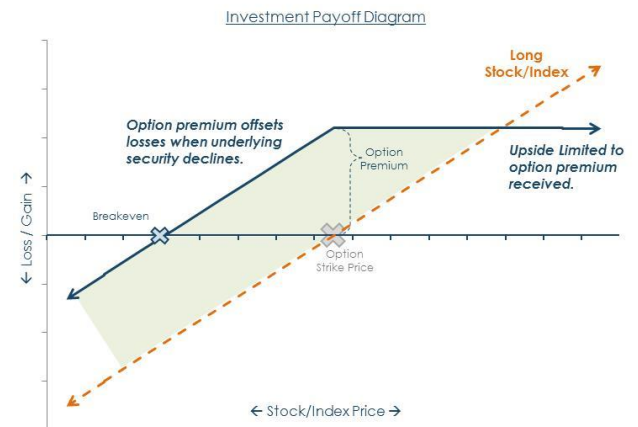 Investment Payoff Diagram
Long
Stock/Index
Option premium offsets
losses when underlying
security declines.
Option
Premium
Upside Limited to
option premium
received.
Breakeven
Option
Strike Price
← Loss / Gain →
← Stock/Index Price →